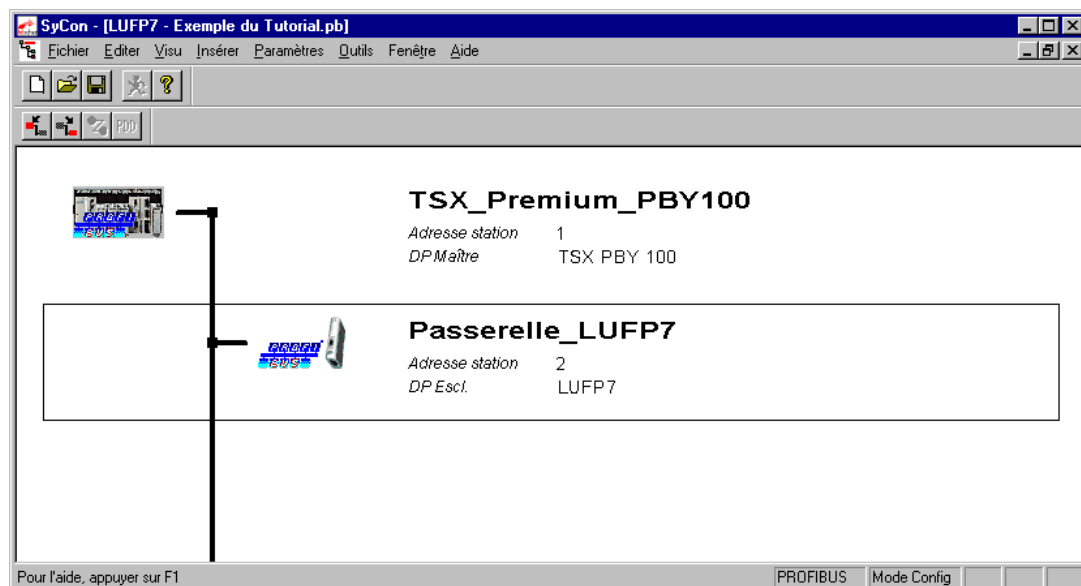 SyCon - [LUFP7 - Exemple du Tutorial.pb]
Fichier Editer Visu Insérer Paramètres Outils Fenêtre Aide
PDD
TSX_Premium_PBY100
Adresse station 1
DP Maître TSX PBY 100
Passerelle_LUFP7
Adresse station 2
DP Escl. LUFP7
Pour l'aide, appuyer sur F1 PROFIBUS Mode Config